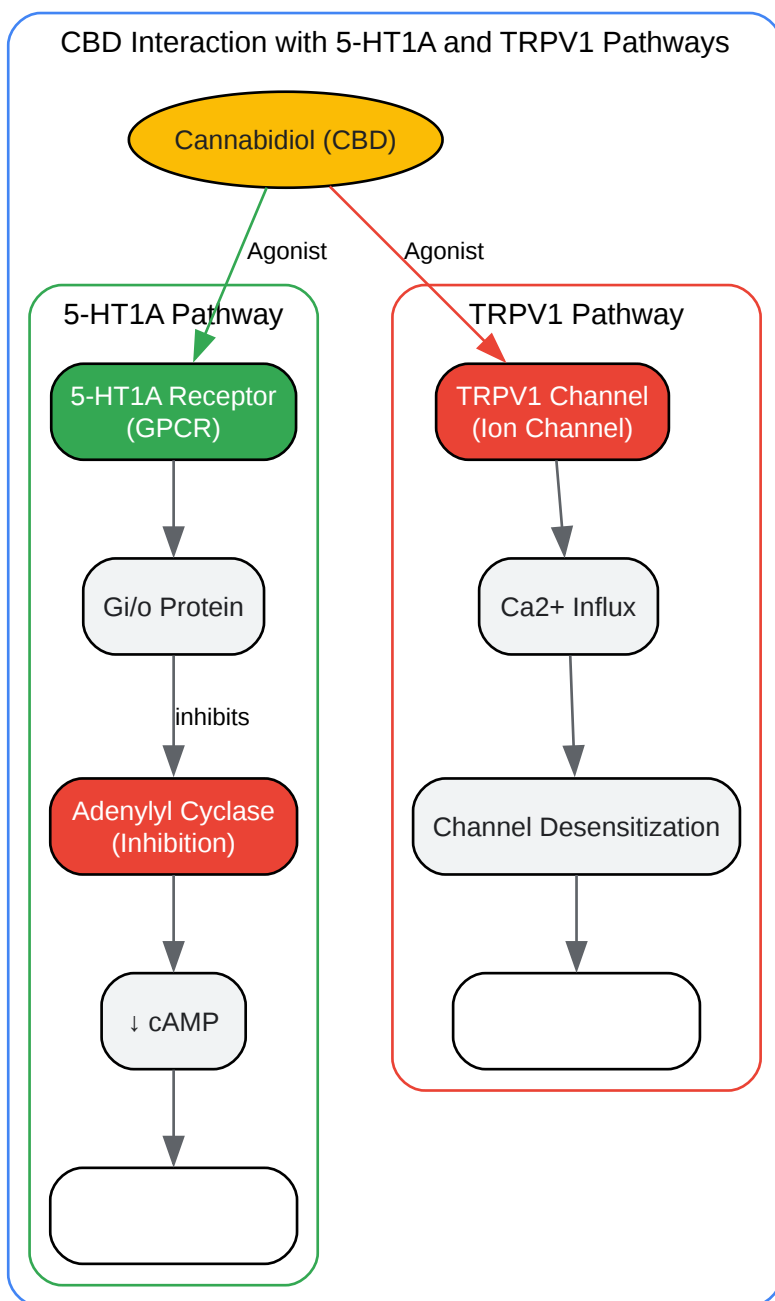 CBD Interaction with 5-HT1A and TRPV1 Pathways
Cannabidiol (CBD)
Agonist
Agonist
5-HT1A Pathway
5-HT1A Receptor
(GPCR)
Gi/o Protein
inhibits
Adenylyl Cyclase
(Inhibition)
↓ cAMP
TRPV1 Pathway
TRPV1 Channel
(Ion Channel)
Ca2+ Influx
Channel Desensitization